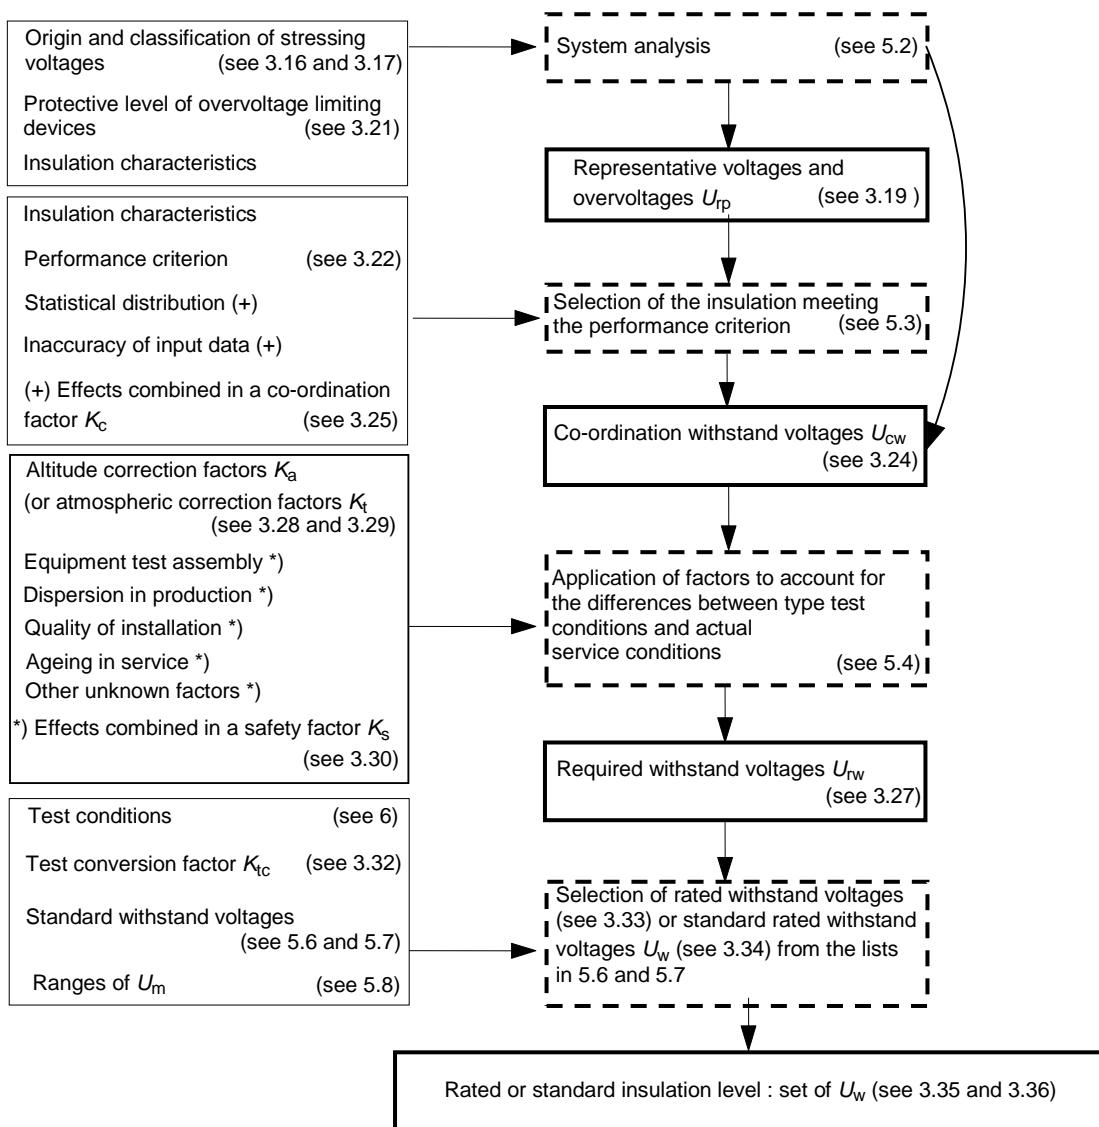 Origin and classification of stressing
voltages (see 3.16 and 3.17)
Protective level of overvoltage limiting
devices (see 3.21)
Insulation characteristics
System analysis (see 5.2)
Representative voltages and
overvoltages Urp (see 3.19 )
Insulation characteristics
Performance criterion (see 3.22)
Statistical distribution (+)
Inaccuracy of input data (+)
(+) Effects combined in a co-ordination
factor Kc (see 3.25)
Selection of the insulation meeting
the performance criterion (see 5.3)
Co-ordination withstand voltages Ucw
(see 3.24)
Altitude correction factors Ka
(or atmospheric correction factors Kt
(see 3.28 and 3.29)
Equipment test assembly *)
Dispersion in production *)
Quality of installation *)
Ageing in service *)
Other unknown factors *)
*) Effects combined in a safety factor Ks
(see 3.30)
Application of factors to account for
the differences between type test
conditions and actual
service conditions
(see 5.4)
Required withstand voltages Urw
(see 3.27)
Test conditions (see 6)
Test conversion factor Ktc (see 3.32)
Standard withstand voltages
(see 5.6 and 5.7)
Ranges of Um (see 5.8)
Selection of rated withstand voltages
(see 3.33) or standard rated withstand
voltages Uw (see 3.34) from the lists
in 5.6 and 5.7
Rated or standard insulation level : set of Uw (see 3.35 and 3.36)